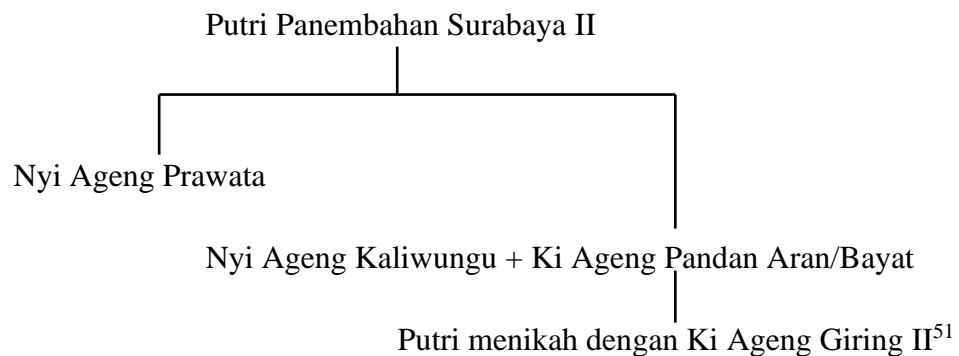 Putri Panembahan Surabaya II
Nyi Ageng Prawata
Nyi Ageng Kaliwungu + Ki Ageng Pandan Aran/Bayat
Putri menikah dengan Ki Ageng Giring II51